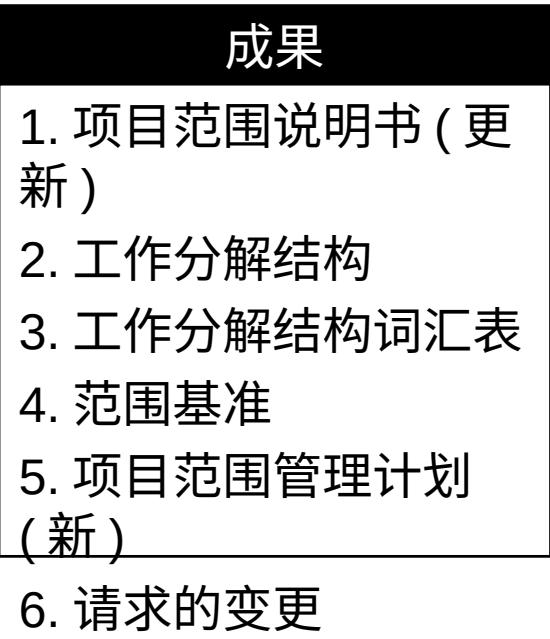 成果
1. 项目范围说明书 ( 更
新 )
2. 工作分解结构
3. 工作分解结构词汇表
4. 范围基准
5. 项目范围管理计划
( 新 )
6. 请求的变更